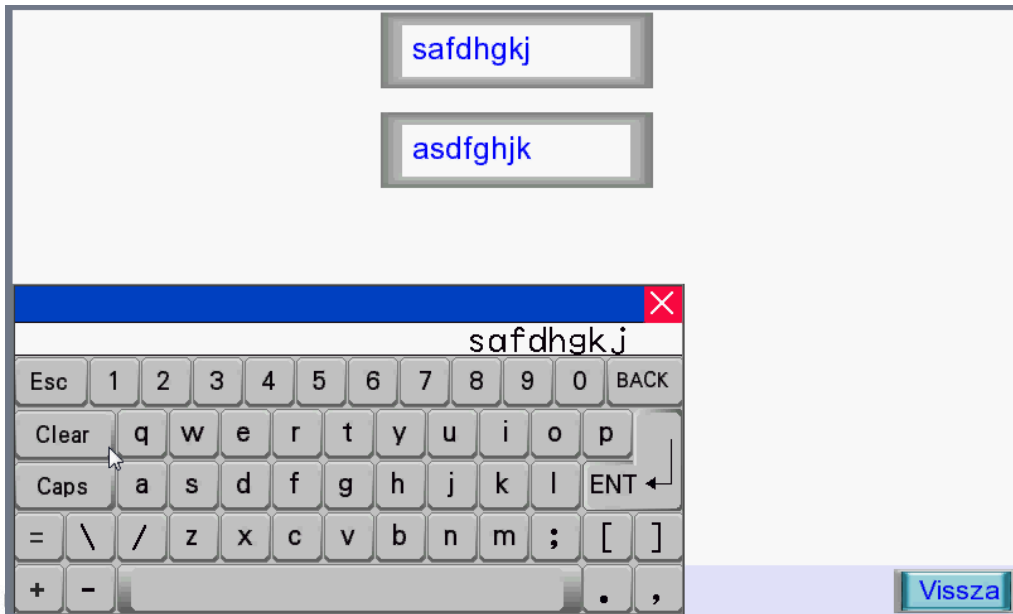 safdhgkj
asdfghjk
safdhgkj
Esc 1 2 3 4 5 6 7 8 9 0 BACK
Clear q w e r t y u i o p
Caps a s d f g h j k l ENT
= \ / z x c v b n m ; [ ]
+ - . ,
Vissza